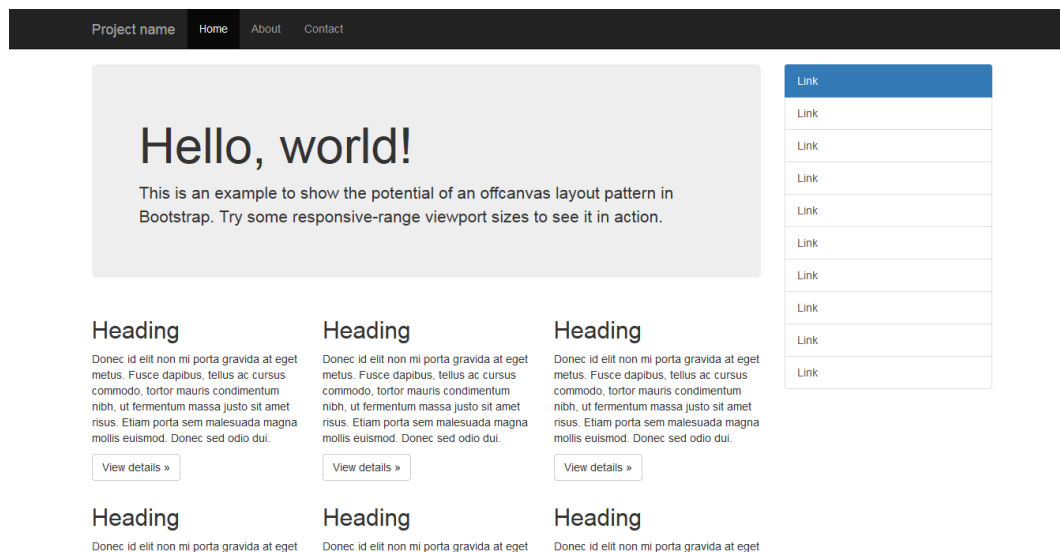 Project name Home About Contact
Hello, world!
This is an example to show the potential of an offcanvas layout pattern in
Bootstrap. Try some responsive-range viewport sizes to see it in action.
Link
Link
Link
Link
Link
Link
Link
Link
Link
Link
Heading
Donec id elit non mi porta gravida at eget
metus. Fusce dapibus, tellus ac cursus
commodo, tortor mauris condimentum
nibh, ut fermentum massa justo sit amet
risus. Etiam porta sem malesuada magna
mollis euismod. Donec sed odio dui.
View details »
Heading
Donec id elit non mi porta gravida at eget
metus. Fusce dapibus, tellus ac cursus
commodo, tortor mauris condimentum
nibh, ut fermentum massa justo sit amet
risus. Etiam porta sem malesuada magna
mollis euismod. Donec sed odio dui.
View details »
Heading
Donec id elit non mi porta gravida at eget
metus. Fusce dapibus, tellus ac cursus
commodo, tortor mauris condimentum
nibh, ut fermentum massa justo sit amet
risus. Etiam porta sem malesuada magna
mollis euismod. Donec sed odio dui.
View details »
Heading
Donec id elit non mi porta gravida at eget
Heading
Donec id elit non mi porta gravida at eget
Heading
Donec id elit non mi porta gravida at eget